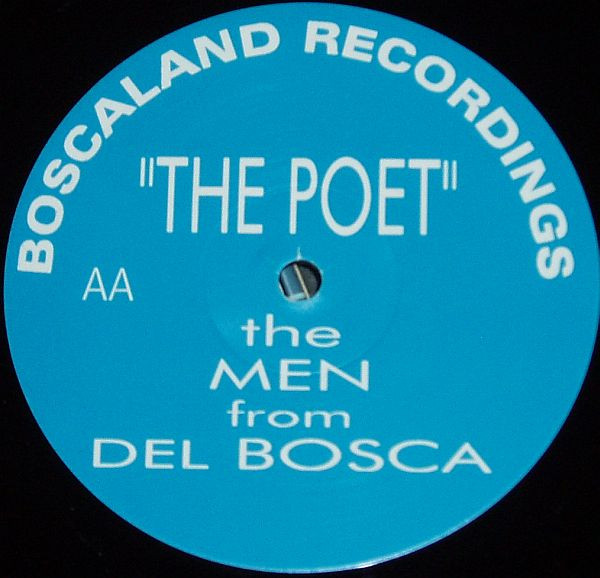 BOSCALAND RECORDINGS
"THE POET"
AA
the
MEN
from
DEL BOSCA